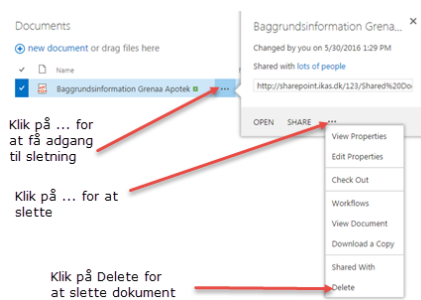 Documents
new document or drag files here
Name
Baggrundsinformation Grenaa Apotek
...
Baggrundsinformation Grena... ×
Changed by you on 5/30/2016 1:29 PM
Shared with lots of people
http://sharepoint.ikas.dk/123/Shared%20Do
OPEN SHARE ...
View Properties
Edit Properties
Check Out
Workflows
View Document
Download a Copy
Shared With
Delete
Klik på ... for
at få adgang
til sletning
Klik på ... for at
slette
Klik på Delete for
at slette dokument